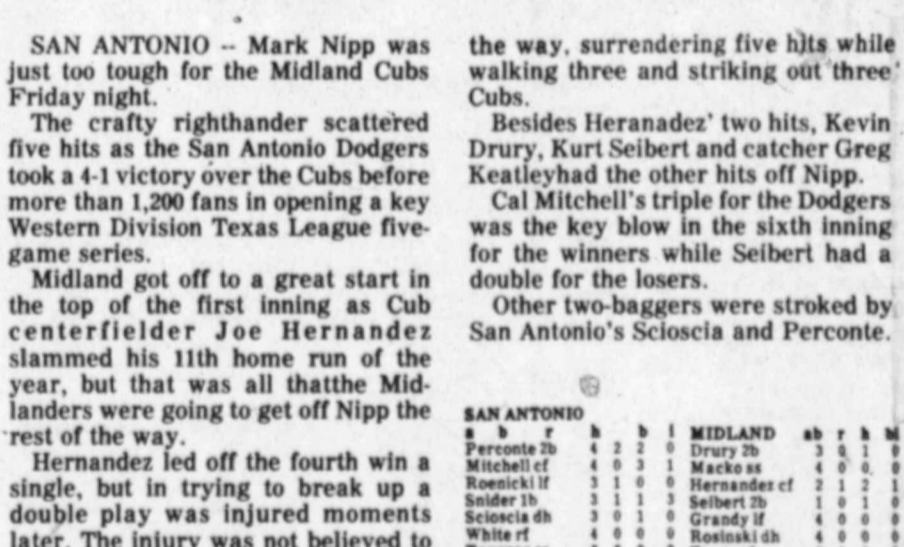 SAN ANTONIO -- Mark Nipp was
just too tough for the Midland Cubs
Friday night.
The crafty righthander scattered
five hits as the San Antonio Dodgers
took a 4-1 victory over the Cubs before
more than 1,200 fans in opening a key
Western Division Texas League five-
game series.
Midland got off to a great start in
the top of the first inning as Cub
centerfielder Joe Hernandez
slammed his 11th home run of the
year, but that was all thatthe Mid-
landers were going to get off Nipp the
rest of the way.
Hernandez led off the fourth win a
single, but in trying to break up a
double play was injured moments
later. The injury was not believed to
the way, surrendering five hits while
walking three and striking out three
Cubs.
Besides Heranadez' two hits, Kevin
Drury, Kurt Seibert and catcher Greg
Keatleyhad the other hits off Nipp.
Cal Mitchell's triple for the Dodgers
was the key blow in the sixth inning
for the winners while Seibert had a
double for the losers.
Other two-baggers were stroked by
San Antonio's Scioscia and Perconte.
SAN ANTONIO
a b r h b i
Perconte 2b 4 2 2 0
Mitchell cf 4 0 3 1
Roenicki lf 3 1 0 0
Snider 1b 3 1 1 3
Scioscia dh 3 0 1 0
White rf 4 0 0 0
MIDLAND ab r h bi
Drury 2b 3 0 1 0
Macko ss 4 0 0 0
Hernandez cf 2 1 2 1
Seibert 2b 1 0 1 0
Grandy lf 4 0 0 0
Rosinski dh 4 0 0 0